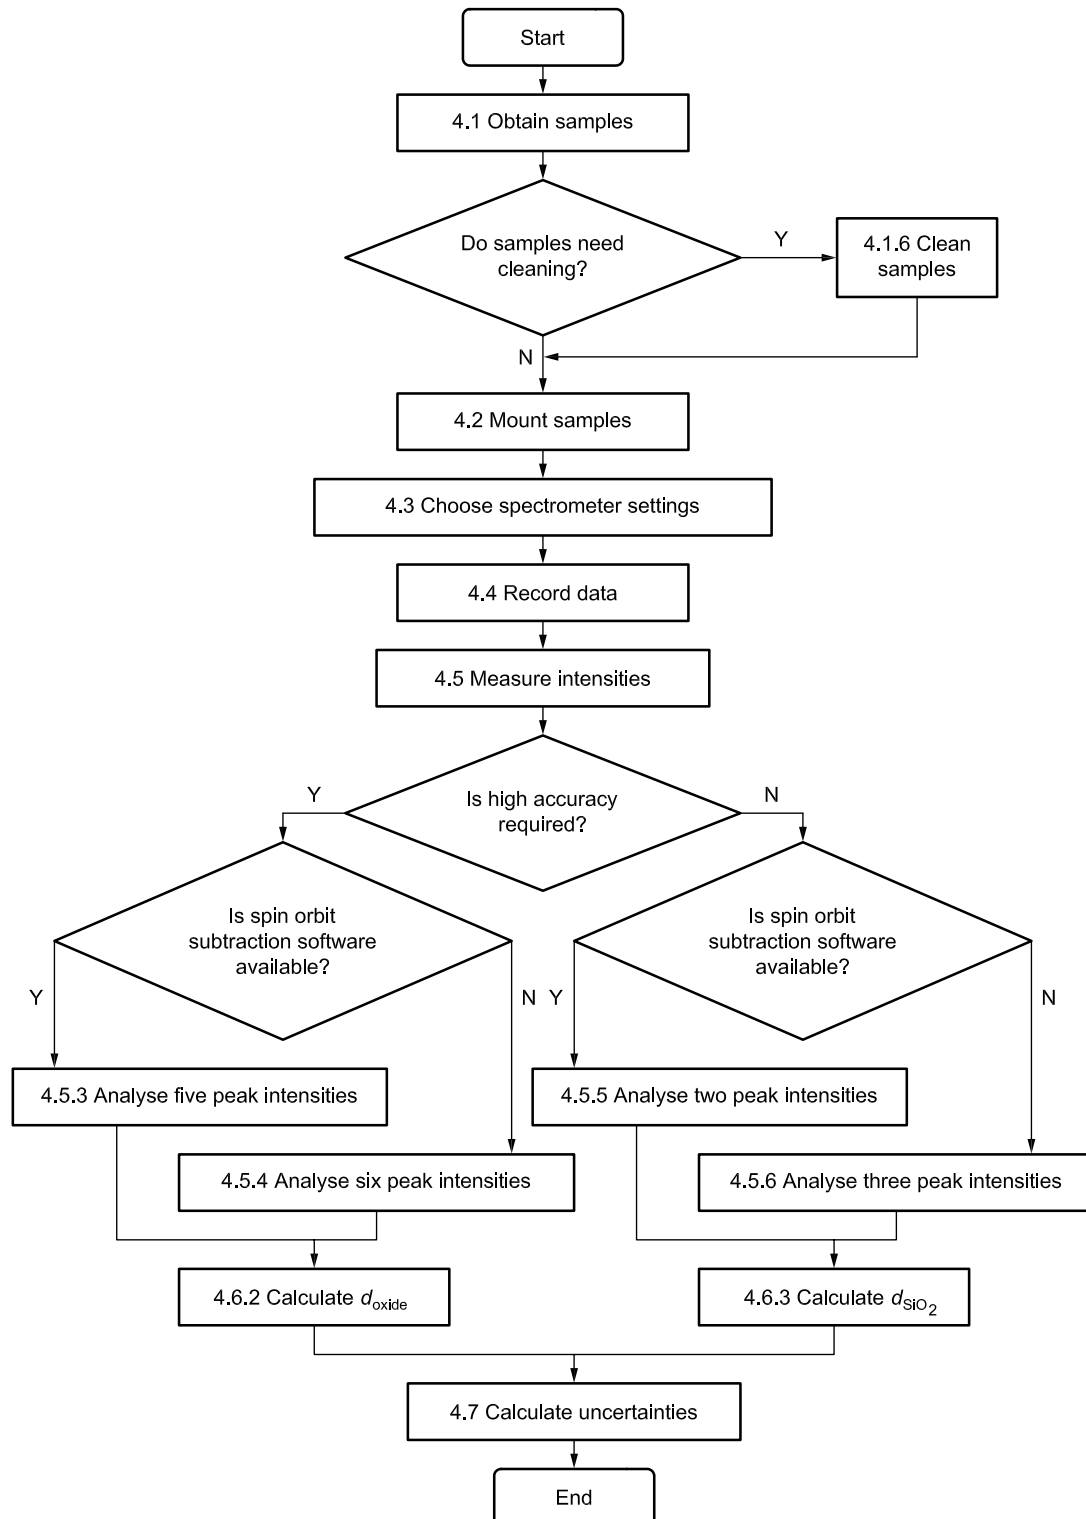 Start
4.1 Obtain samples
Do samples need
cleaning?
Y
4.1.6 Clean
samples
N
4.2 Mount samples
4.3 Choose spectrometer settings
4.4 Record data
4.5 Measure intensities
Is high accuracy
required?
Y
N
Is spin orbit
subtraction software
available?
Y
N
Is spin orbit
subtraction software
available?
Y
N
4.5.3 Analyse five peak intensities
4.5.5 Analyse two peak intensities
4.5.4 Analyse six peak intensities
4.5.6 Analyse three peak intensities
4.6.2 Calculate doxide
4.6.3 Calculate dSiO2
4.7 Calculate uncertainties
End